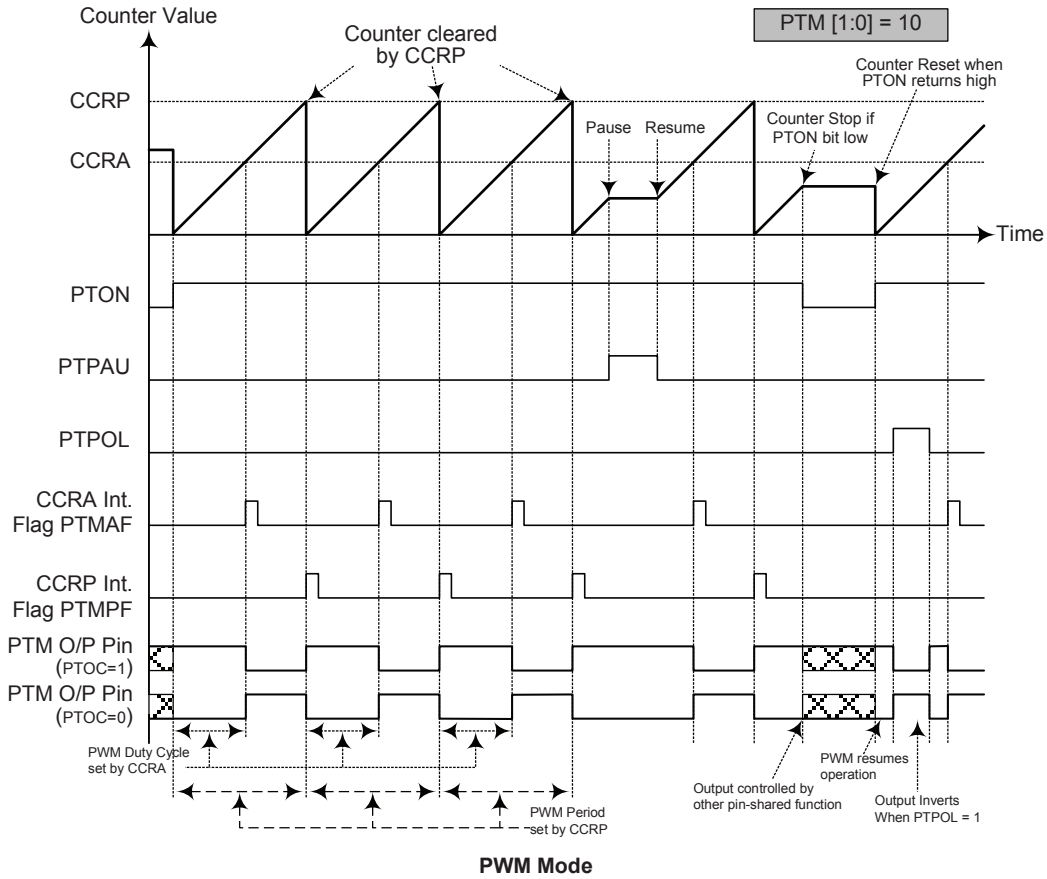 Counter Value
PTM [1:0] = 10
Counter cleared
by CCRP
Counter Reset when
PTON returns high
CCRP
Counter Stop if
PTON bit low
Pause
Resume
CCRA
Time
PTON
PTPAU
PTPOL
CCRA Int.
Flag PTMAF
CCRP Int.
Flag PTMPF
PTM O/P Pin
(PTOC=1)
PTM O/P Pin
(PTOC=0)
PWM Duty Cycle
set by CCRA
PWM resumes
operation
Output controlled by
other pin-shared function
Output Inverts
When PTPOL = 1
PWM Period
set by CCRP
PWM Mode